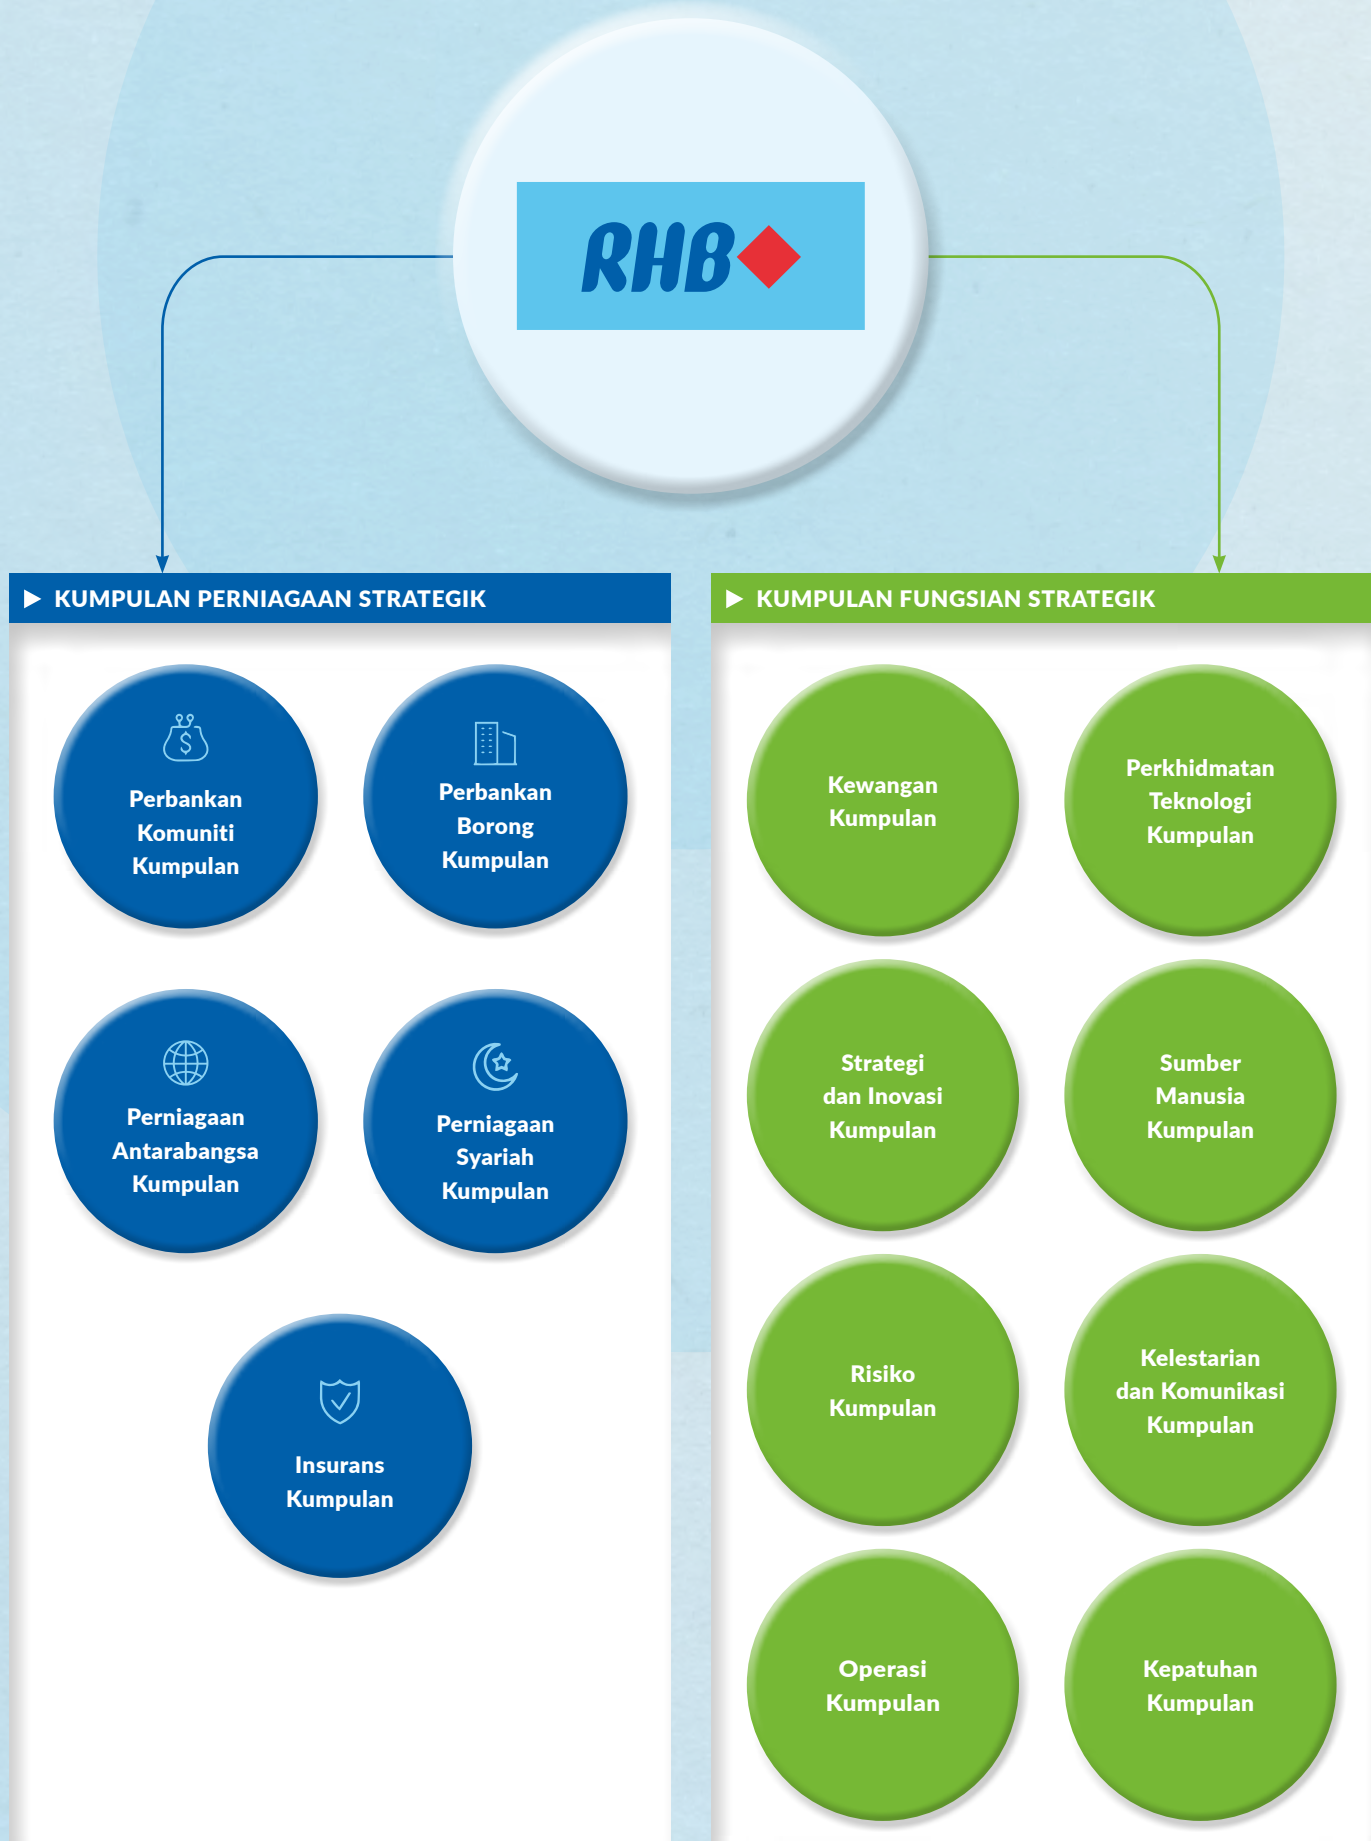 RHB
KUMPULAN PERNIAGAAN STRATEGIK
Perbankan
Komuniti
Kumpulan
$
Perbankan
Borong
Kumpulan
Perniagaan
Antarabangsa
Kumpulan
Perniagaan
Syariah
Kumpulan
Insurans
Kumpulan
KUMPULAN FUNGSIAN STRATEGIK
Kewangan
Kumpulan
Perkhidmatan
Teknologi
Kumpulan
Strategi
dan Inovasi
Kumpulan
Sumber
Manusia
Kumpulan
Risiko
Kumpulan
Kelestarian
dan Komunikasi
Kumpulan
Operasi
Kumpulan
Kepatuhan
Kumpulan